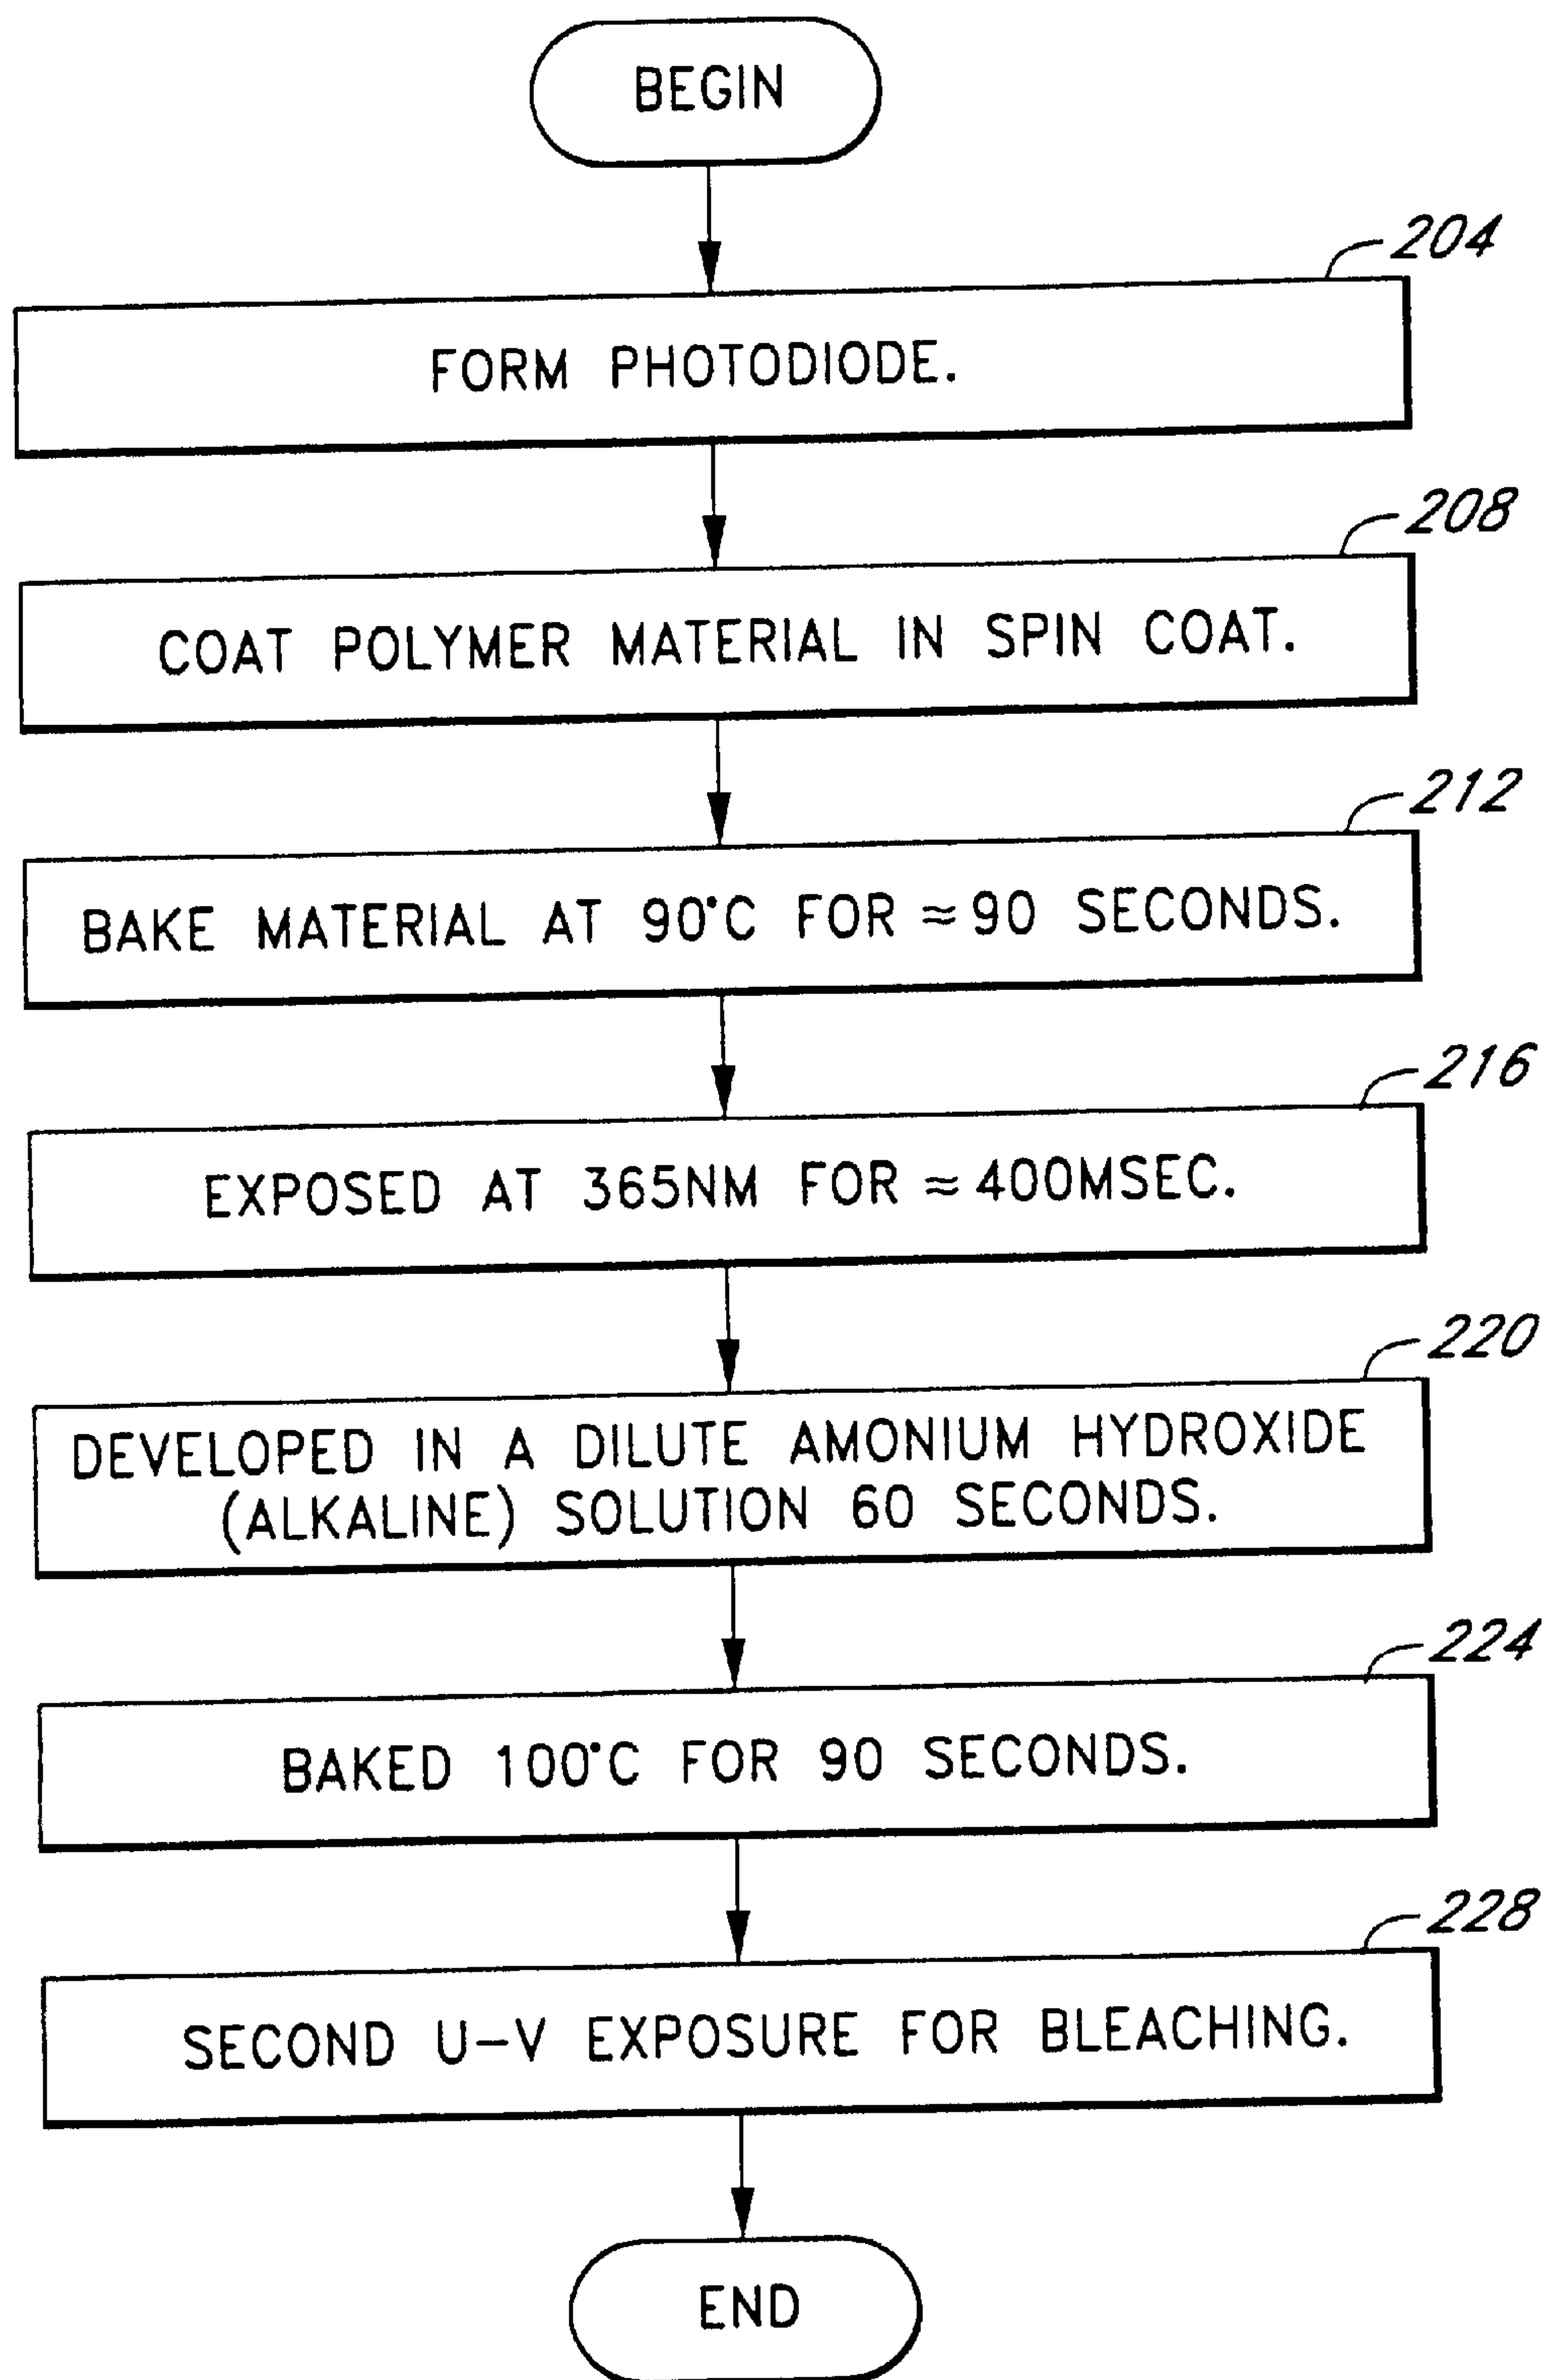 BEGIN
204
FORM PHOTODIODE.
208
COAT POLYMER MATERIAL IN SPIN COAT.
212
BAKE MATERIAL AT 90°C FOR ≈90 SECONDS.
216
EXPOSED AT 365NM FOR ≈400MSEC.
220
DEVELOPED IN A DILUTE AMONIUM HYDROXIDE
(ALKALINE) SOLUTION 60 SECONDS.
224
BAKED 100°C FOR 90 SECONDS.
228
SECOND U-V EXPOSURE FOR BLEACHING.
END